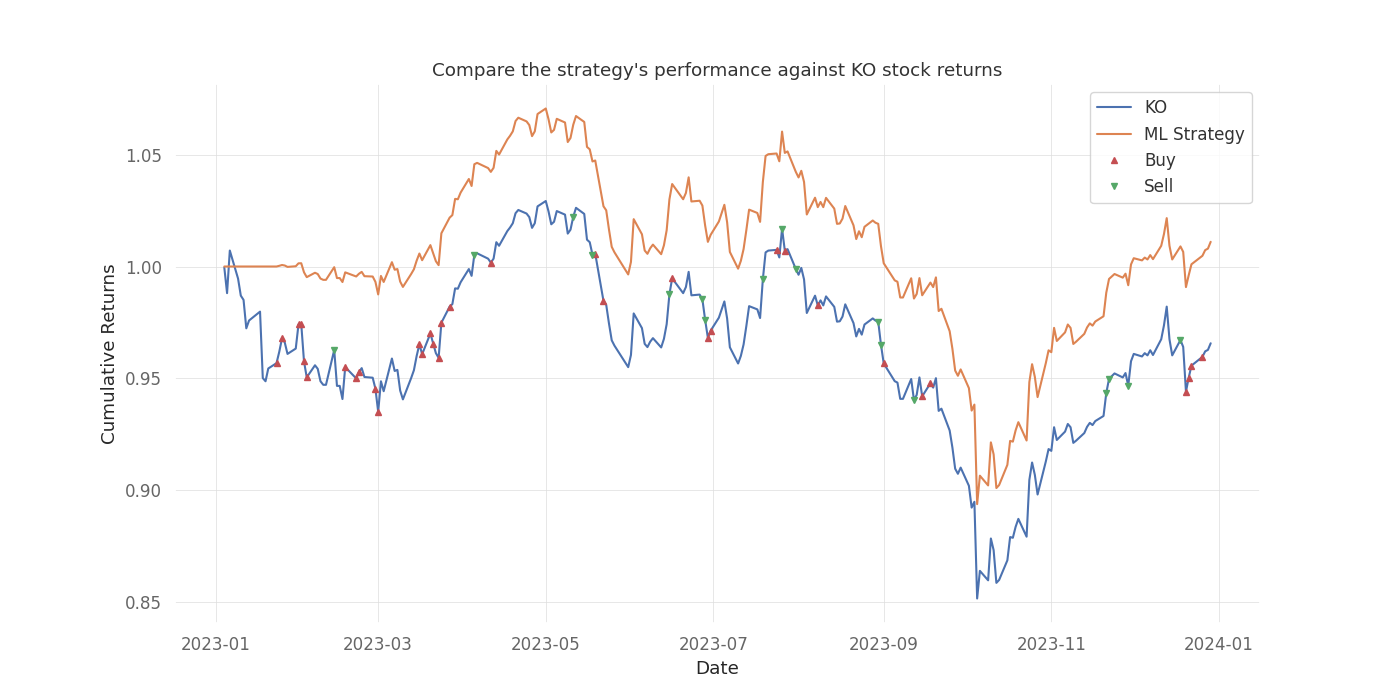 Compare the strategy's performance against KO stock returns
KO
ML Strategy
Buy
Sell
Cumulative Returns
1.05
1.00
0.95
0.90
0.85
2023-01
2023-03
2023-05
2023-07
2023-09
2023-11
2024-01
Date